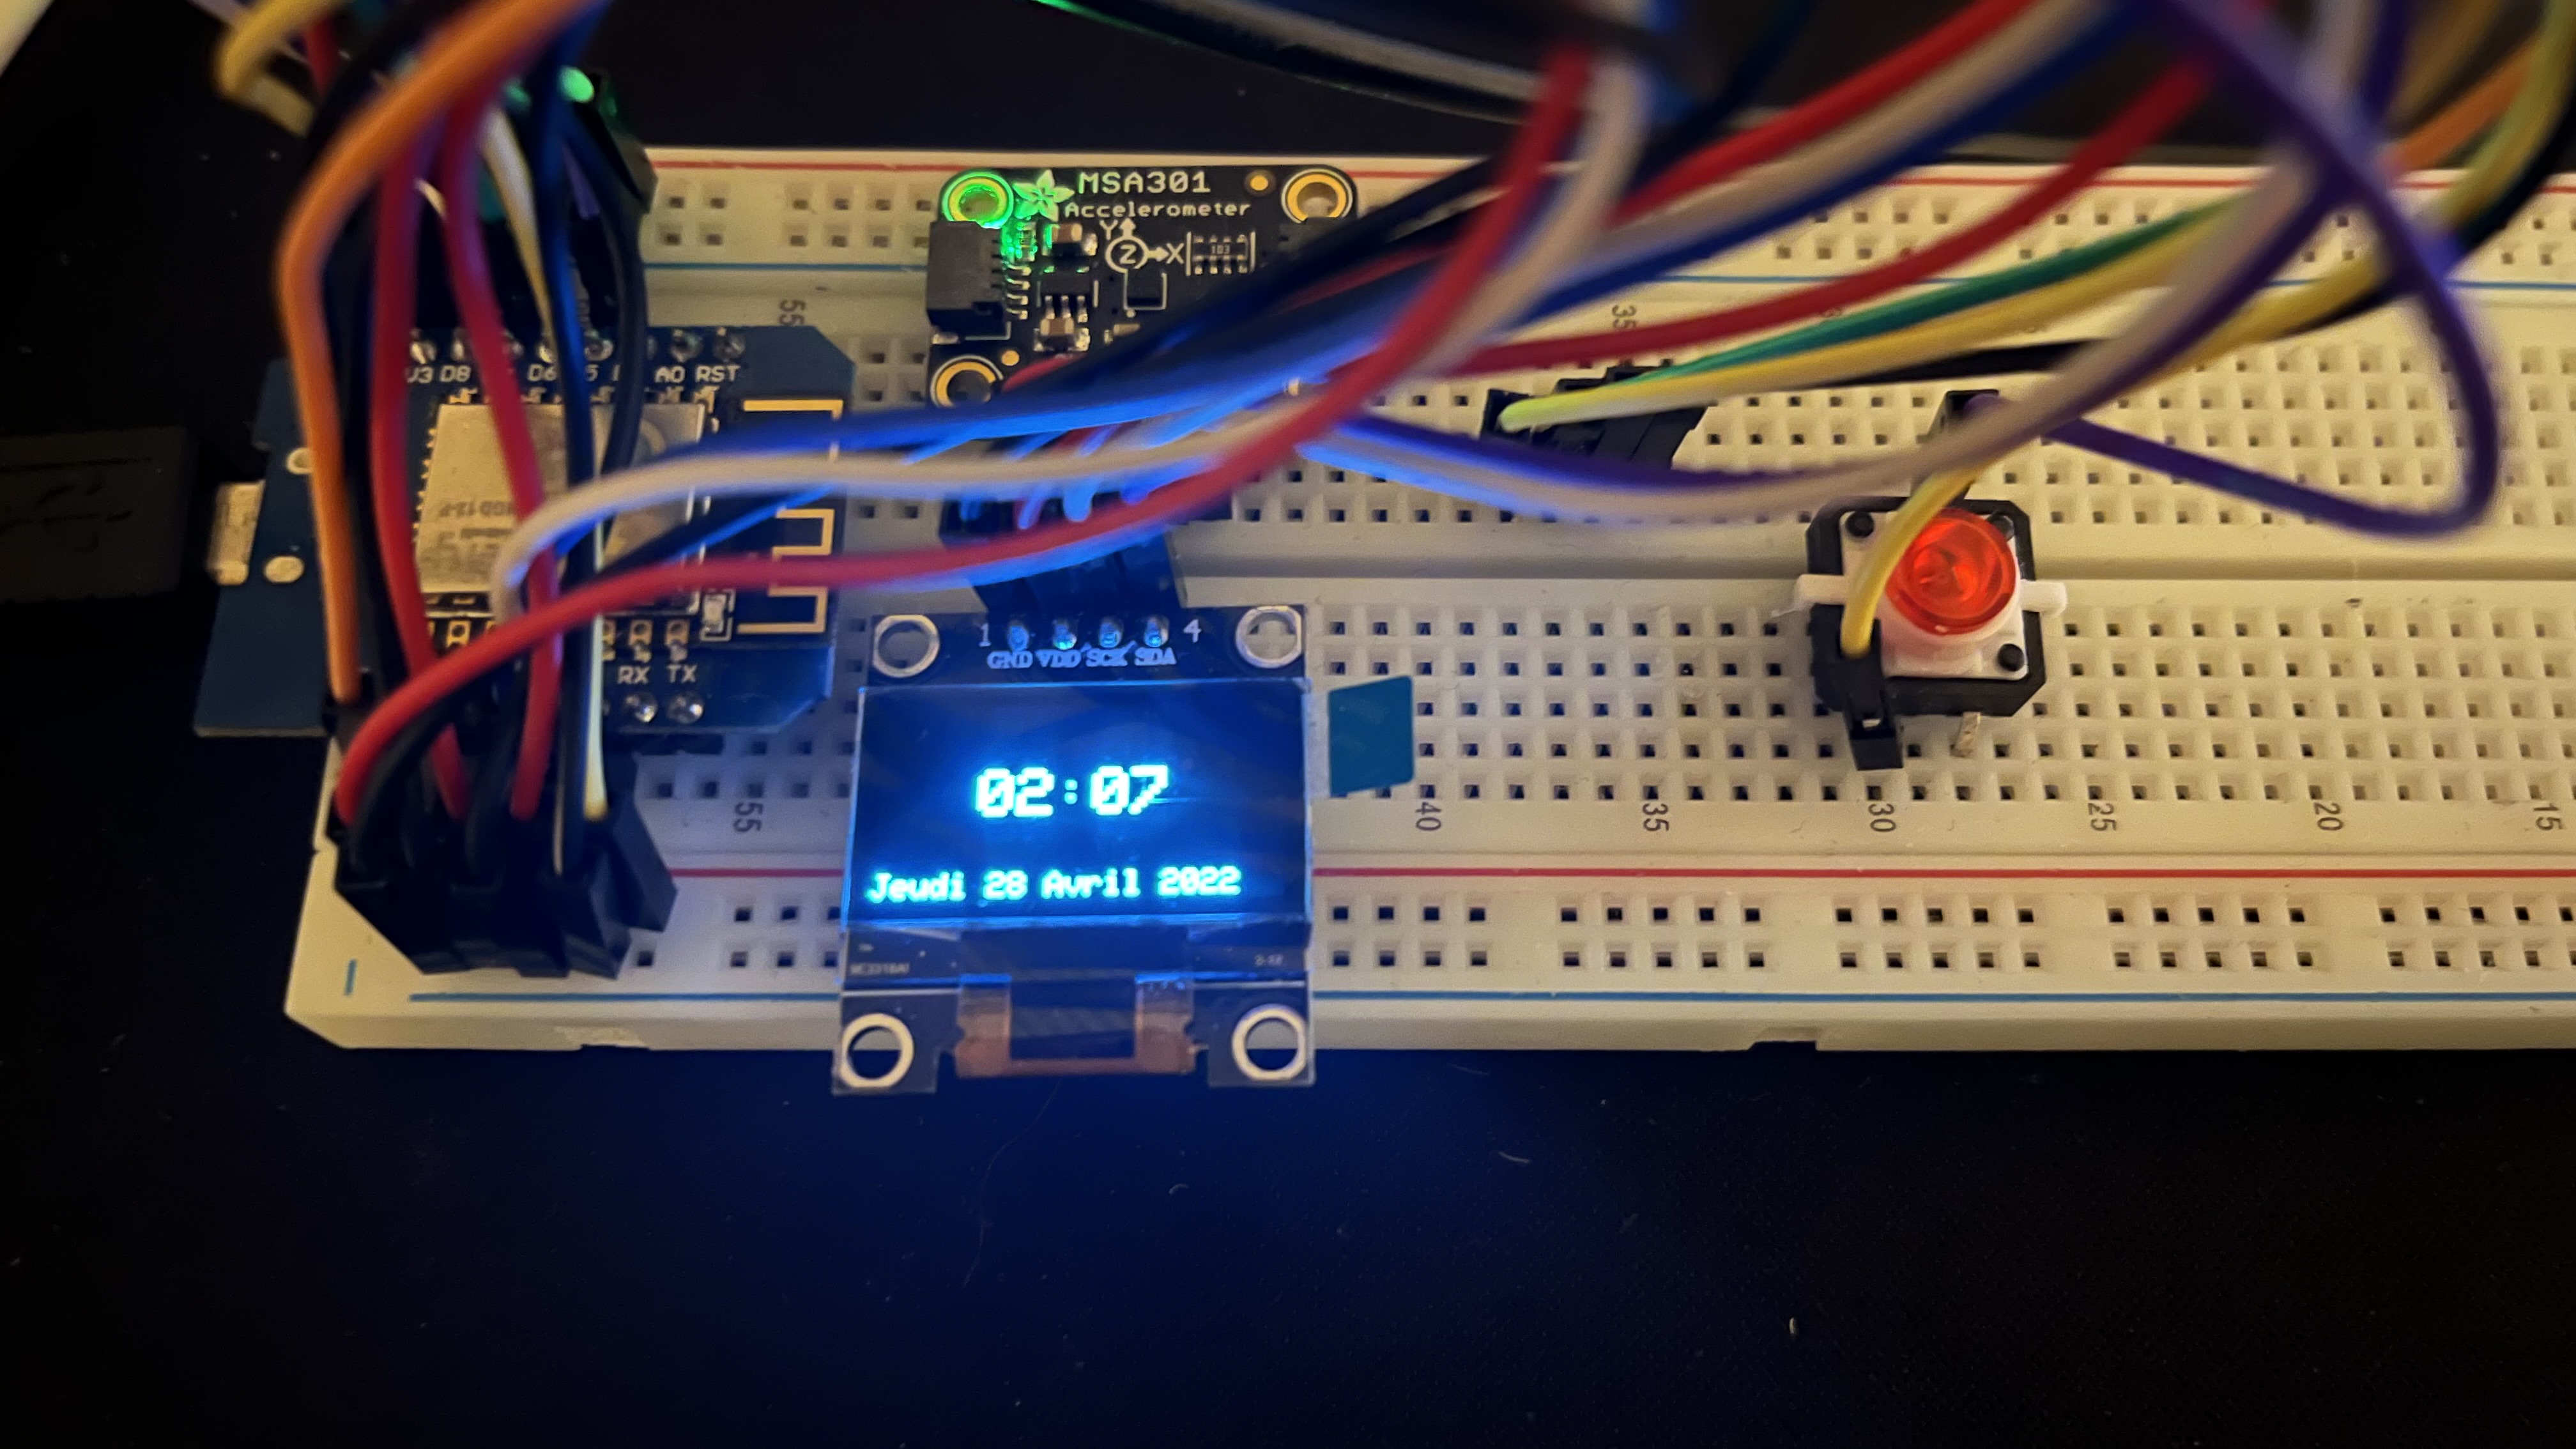 MSA301
Accelerometer
Y
Z X
103
55
35
D8 D6 A0 RST
RX TX
1 4
GND VDD SCK SDA
02:07
Jeudi 28 Avril 2022
55
40
35
30
25
20
15